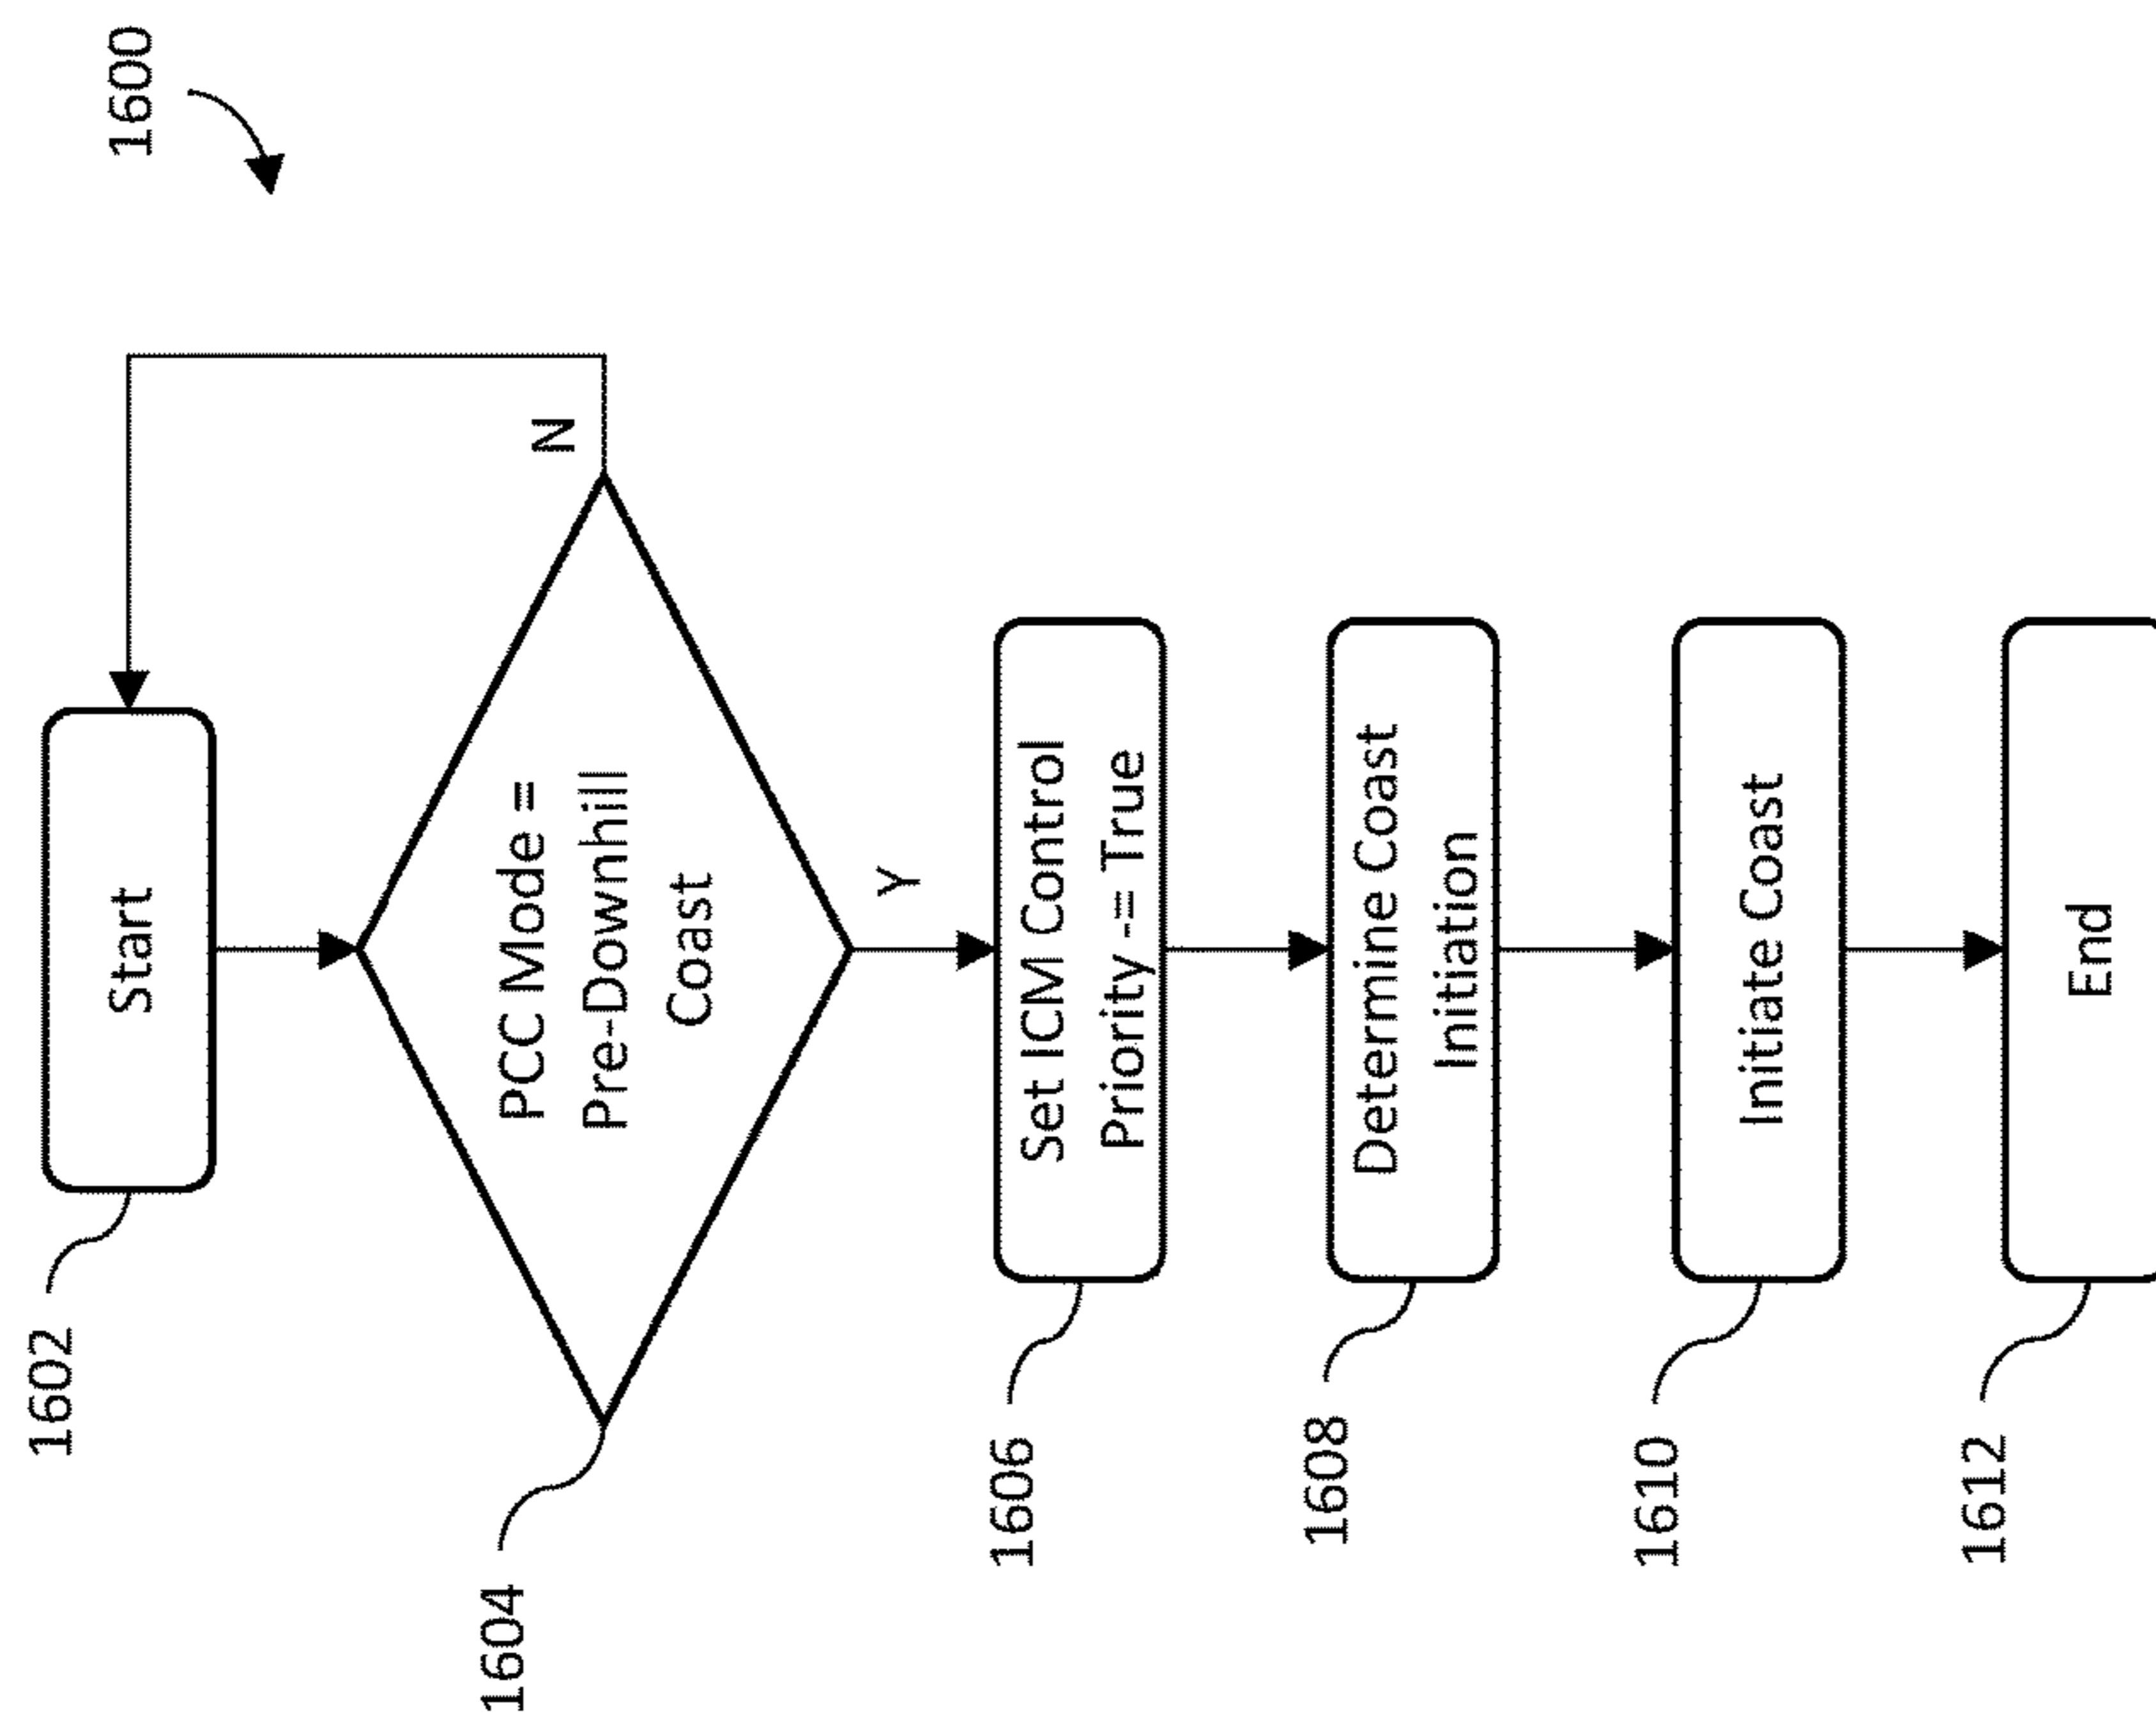 1600
1602
Start
1604
PCC Mode =
Pre-Downhill
Coast
N
Y
1606
Set ICM Control
Priority -= True
1608
Determine Coast
Initiation
1610
Initiate Coast
1612
End